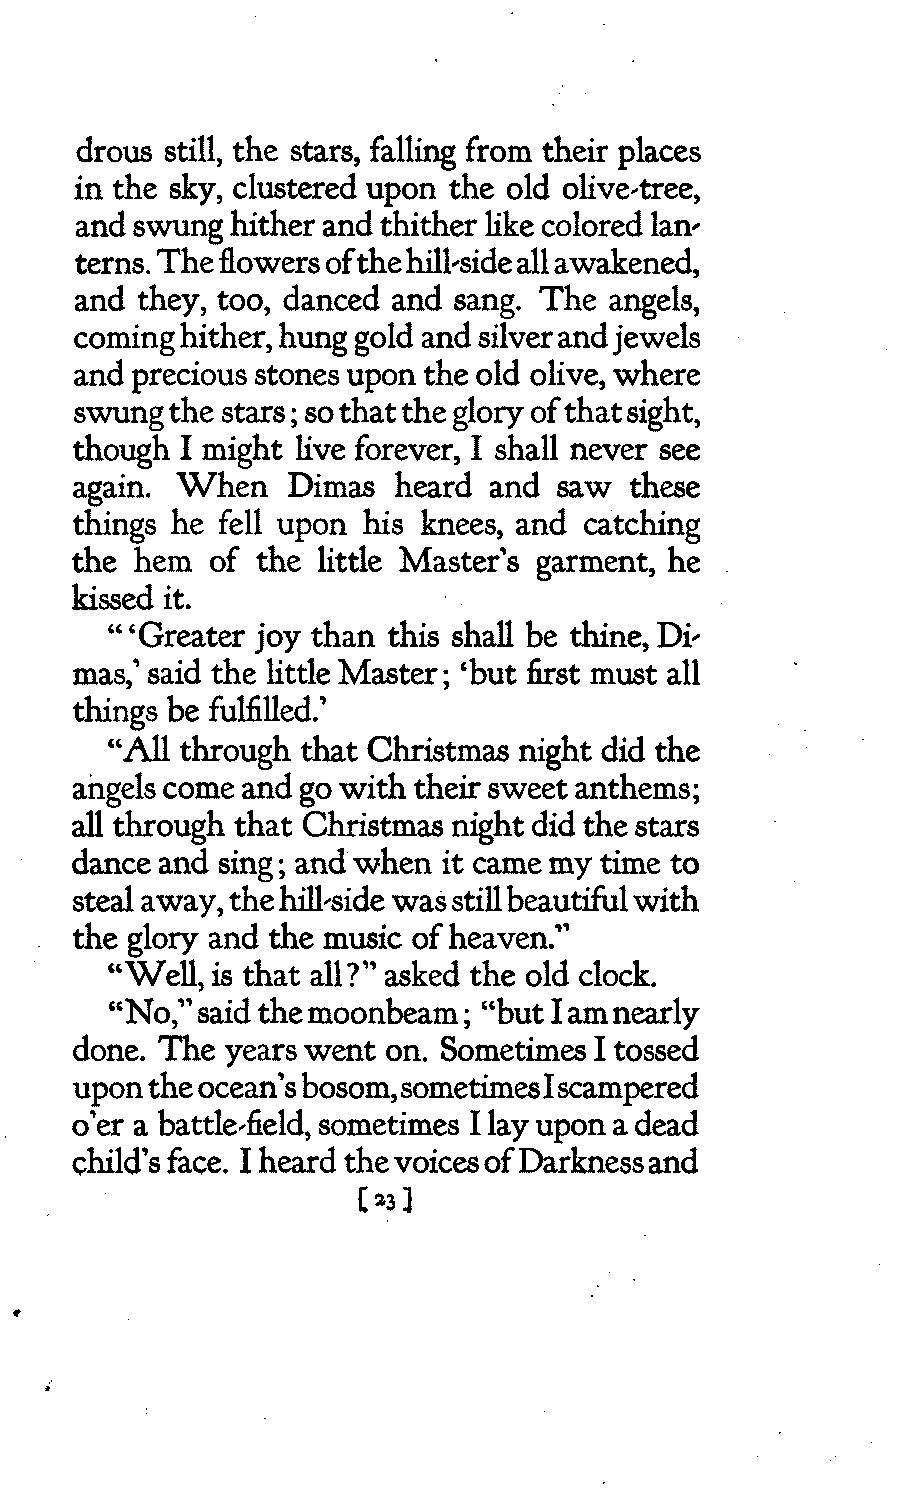 drous still, the stars, falling from their places
in the sky, clustered upon the old olive-tree,
and swung hither and thither like colored lan-
terns. The flowers of the hill-side all awakened,
and they, too, danced and sang. The angels,
coming hither, hung gold and silver and jewels
and precious stones upon the old olive, where
swung the stars; so that the glory of that sight,
though I might live forever, I shall never see
again. When Dimas heard and saw these
things he fell upon his knees, and catching
the hem of the little Master's garment, he
kissed it.
“‘Greater joy than this shall be thine, Di-
mas,’ said the little Master; ‘but first must all
things be fulfilled.’
“All through that Christmas night did the
angels come and go with their sweet anthems;
all through that Christmas night did the stars
dance and sing; and when it came my time to
steal away, the hill-side was still beautiful with
the glory and the music of heaven.”
“Well, is that all?” asked the old clock.
“No,” said the moonbeam; “but I am nearly
done. The years went on. Sometimes I tossed
upon the ocean's bosom, sometimes I scampered
o'er a battle-field, sometimes I lay upon a dead
child's face. I heard the voices of Darkness and
[23]